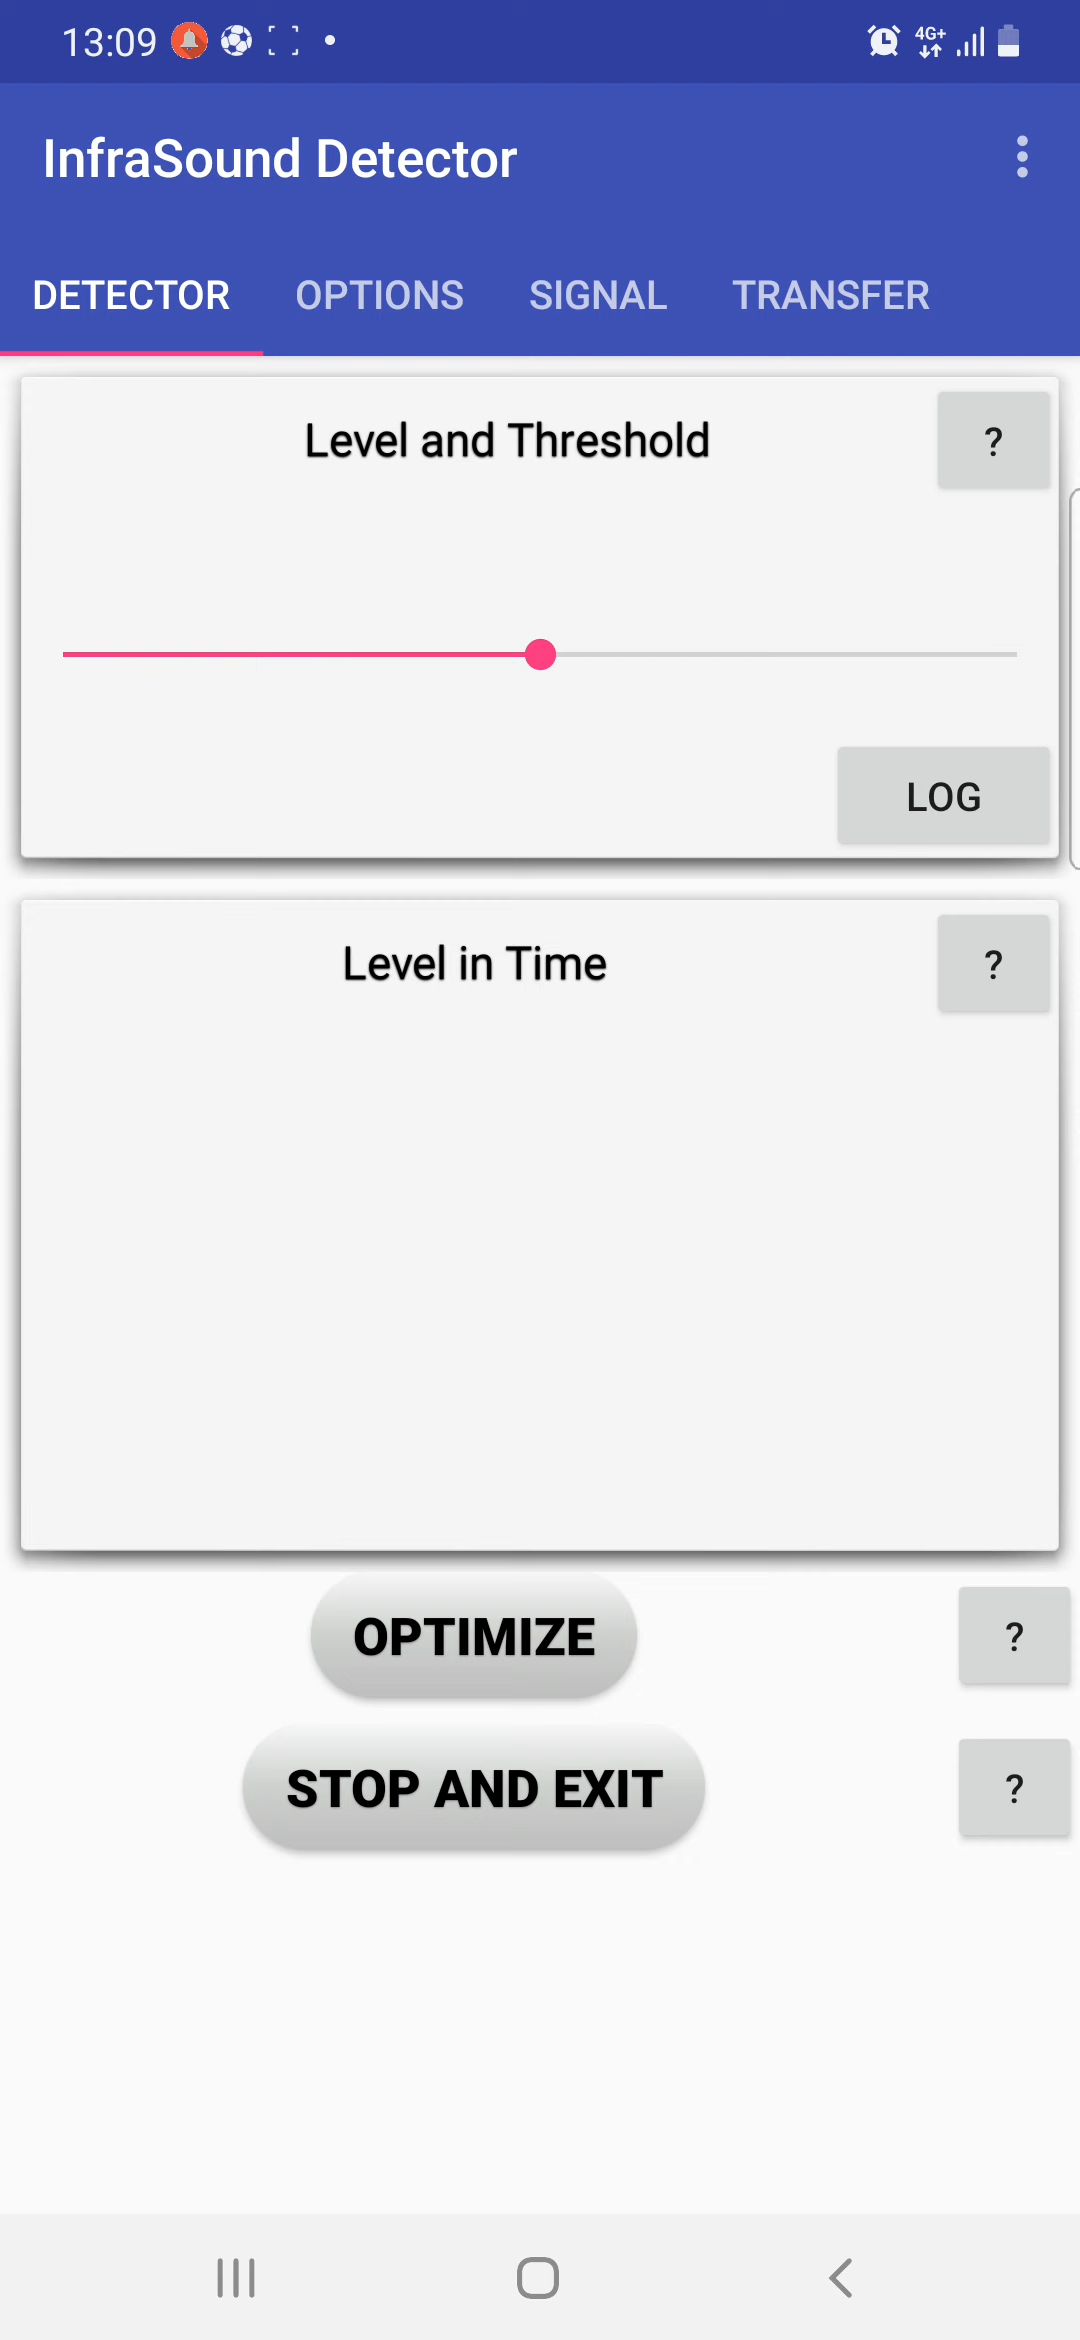 13:09 4G+
InfraSound Detector
DETECTOR OPTIONS SIGNAL TRANSFER
Level and Threshold ?
LOG
Level in Time ?
OPTIMIZE ?
STOP AND EXIT ?